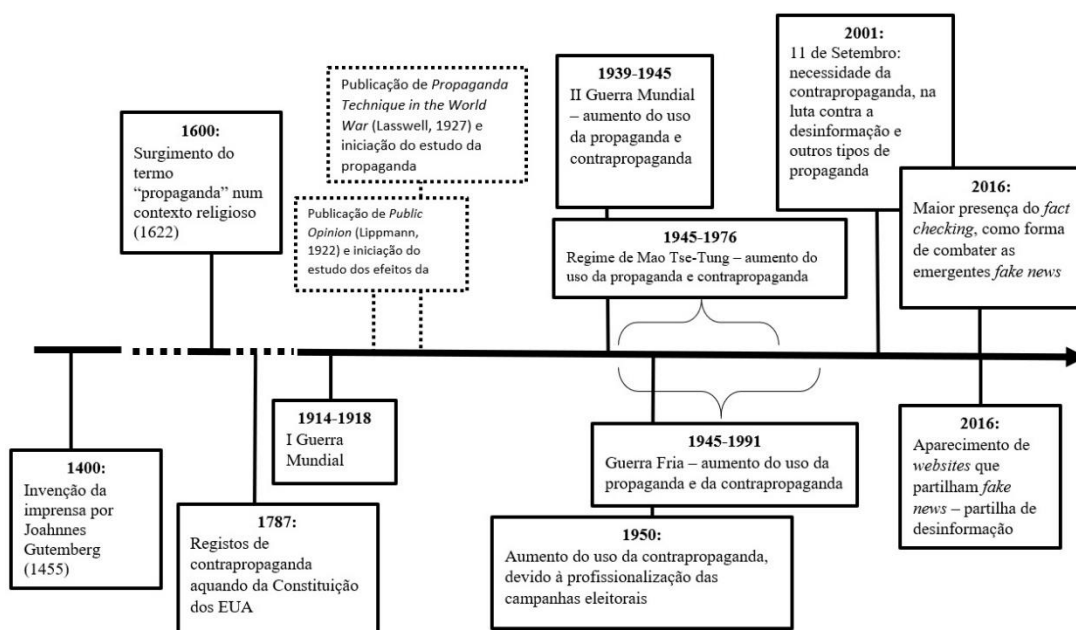 1400:
Invenção da
imprensa por
Joahnnes
Gutemberg
(1455)
1600:
Surgimento do
termo
“propaganda” num
contexto religioso
(1622)
1787:
Registos de
contrapropaganda
aquando da Constituição
dos EUA
1914-1918
I Guerra
Mundial
Publicação de Public
Opinion (Lippmann,
1922) e iniciação do
estudo dos efeitos da
Publicação de Propaganda
Technique in the World
War (Lasswell, 1927) e
iniciação do estudo da
propaganda
1939-1945
II Guerra Mundial
– aumento do uso
da propaganda e
contrapropaganda
1945-1976
Regime de Mao Tse-Tung – aumento do
uso da propaganda e contrapropaganda
1945-1991
Guerra Fria – aumento do uso da
propaganda e da contrapropaganda
1950:
Aumento do uso da contrapropaganda,
devido à profissionalização das
campanhas eleitorais
2001:
11 de Setembro:
necessidade da
contrapropaganda, na
luta contra a
desinformação e
outros tipos de
propaganda
2016:
Maior presença do fact
checking, como forma
de combater as
emergentes fake news
2016:
Aparecimento de
websites que
partilham fake
news – partilha de
desinformação